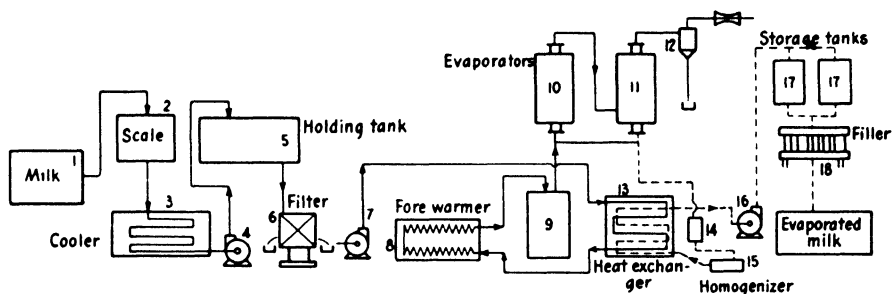 Milk
1
2
Scale
3
Cooler
4
5
Holding tank
6
Filter
7
Fore warmer
8
9
Evaporators
10
11
12
13
Heat exchan-
ger
14
15
Homogenizer
16
Storage tanks
17
17
Filler
18
Evaporated
milk